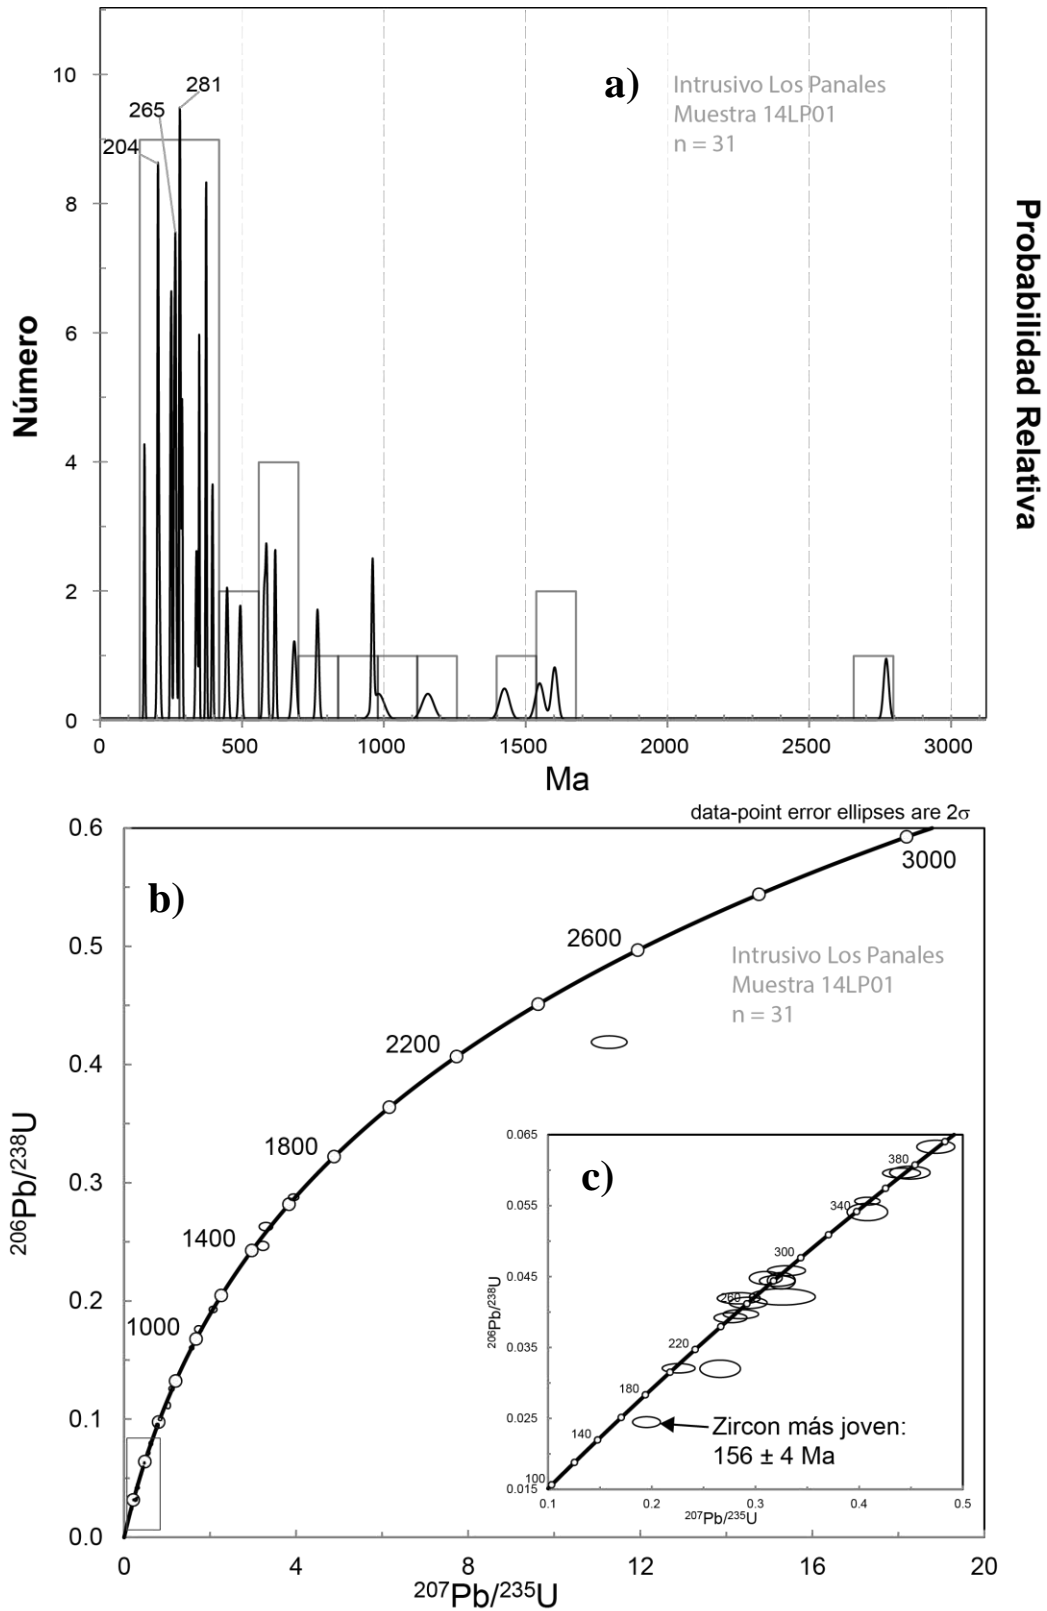 a)
Intrusivo Los Panales
Muestra 14LP01
n = 31
281
265
204
10
8
6
4
2
0
Número
Probabilidad Relativa
0 500 1000 1500 2000 2500 3000
Ma
data-point error ellipses are 2σ
b)
0.6
0.5
0.4
0.3
0.2
0.1
0.0
206Pb/238U
3000
2600
2200
1800
1400
1000
Intrusivo Los Panales
Muestra 14LP01
n = 31
c)
0.065
0.055
0.045
0.035
0.025
0.015
206Pb/238U
380
340
300
260
220
180
140
100
Zircon más joven:
156 ± 4 Ma
0.1 0.2 0.3 0.4 0.5
207Pb/235U
0 4 8 12 16 20
207Pb/235U